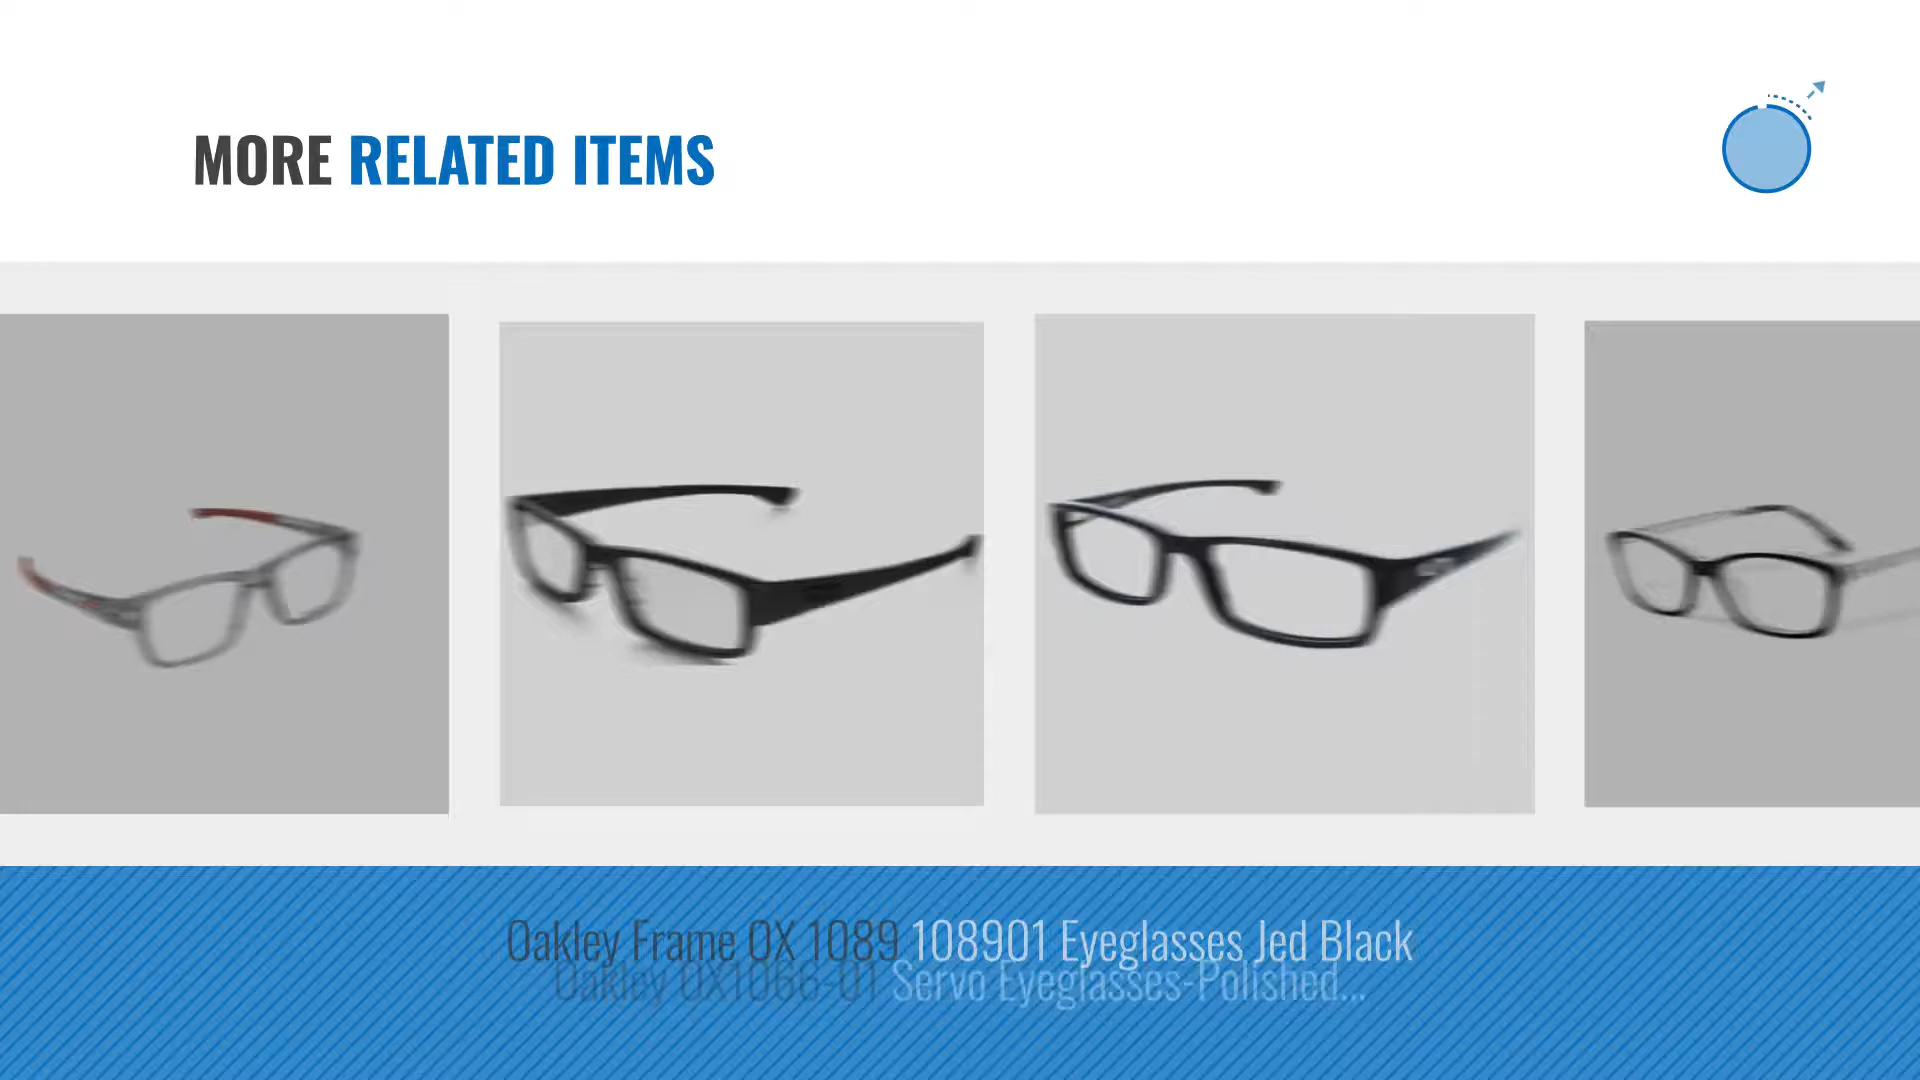 MORE RELATED ITEMS
Oakley Frame OX 1089 108901 Eyeglasses Jed Black
Oakley OX1066-01 Servo Eyeglasses-Polished...